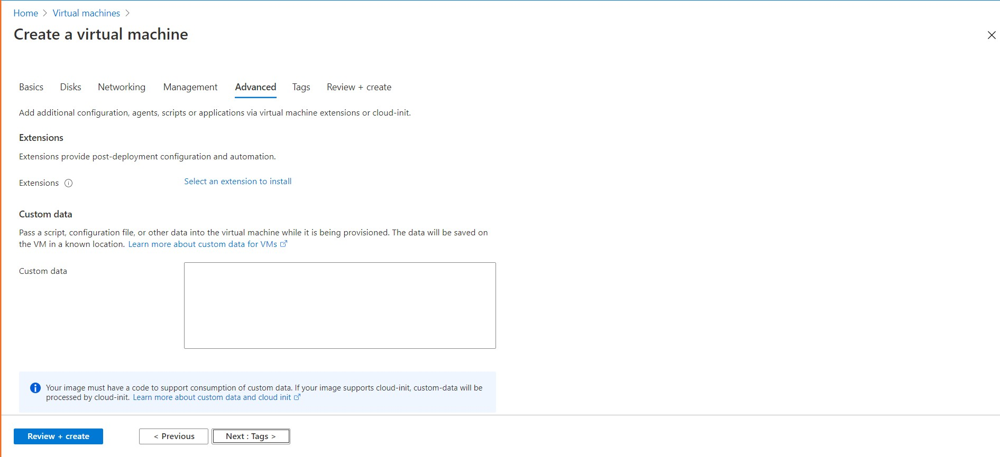 Home > Virtual machines >
Create a virtual machine
Basics Disks Networking Management Advanced Tags Review + create
Add additional configuration, agents, scripts or applications via virtual machine extensions or cloud-init.
Extensions
Extensions provide post-deployment configuration and automation.
Extensions Select an extension to install
Custom data
Pass a script, configuration file, or other data into the virtual machine while it is being provisioned. The data will be saved on
the VM in a known location. Learn more about custom data for VMs
Custom data
Your image must have a code to support consumption of custom data. If your image supports cloud-init, custom-data will be
processed by cloud-init. Learn more about custom data and cloud init
Review + create < Previous Next : Tags >